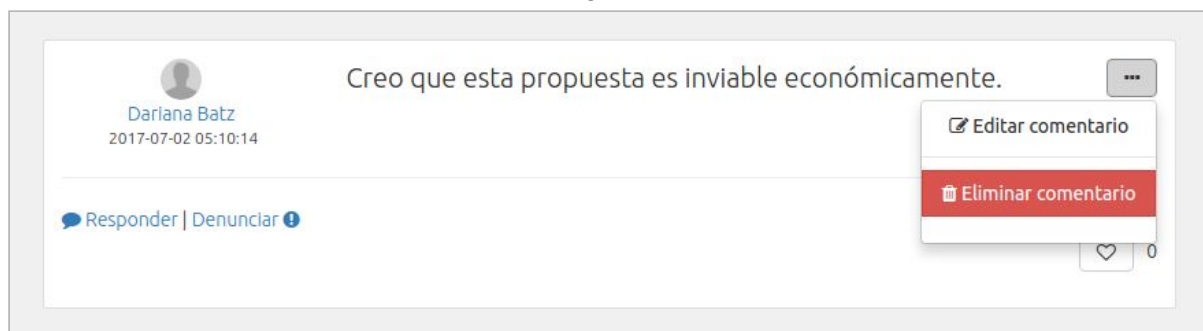 Creo que esta propuesta es inviable económicamente.
Dariana Batz
2017-07-02 05:10:14
Editar comentario
Eliminar comentario
Responder | Denunciar
0